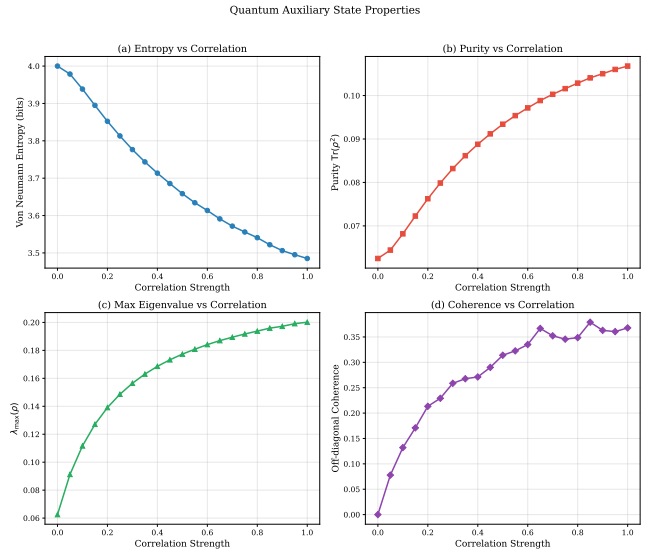 Quantum Auxiliary State Properties
(a) Entropy vs Correlation
Von Neumann Entropy (bits)
4.0
3.9
3.8
3.7
3.6
3.5
0.0 0.2 0.4 0.6 0.8 1.0
Correlation Strength
(b) Purity vs Correlation
Purity Tr(ρ²)
0.10
0.09
0.08
0.07
0.0 0.2 0.4 0.6 0.8 1.0
Correlation Strength
(c) Max Eigenvalue vs Correlation
λmax(ρ)
0.20
0.18
0.16
0.14
0.12
0.10
0.08
0.06
0.0 0.2 0.4 0.6 0.8 1.0
Correlation Strength
(d) Coherence vs Correlation
Off-diagonal Coherence
0.35
0.30
0.25
0.20
0.15
0.10
0.05
0.00
0.0 0.2 0.4 0.6 0.8 1.0
Correlation Strength